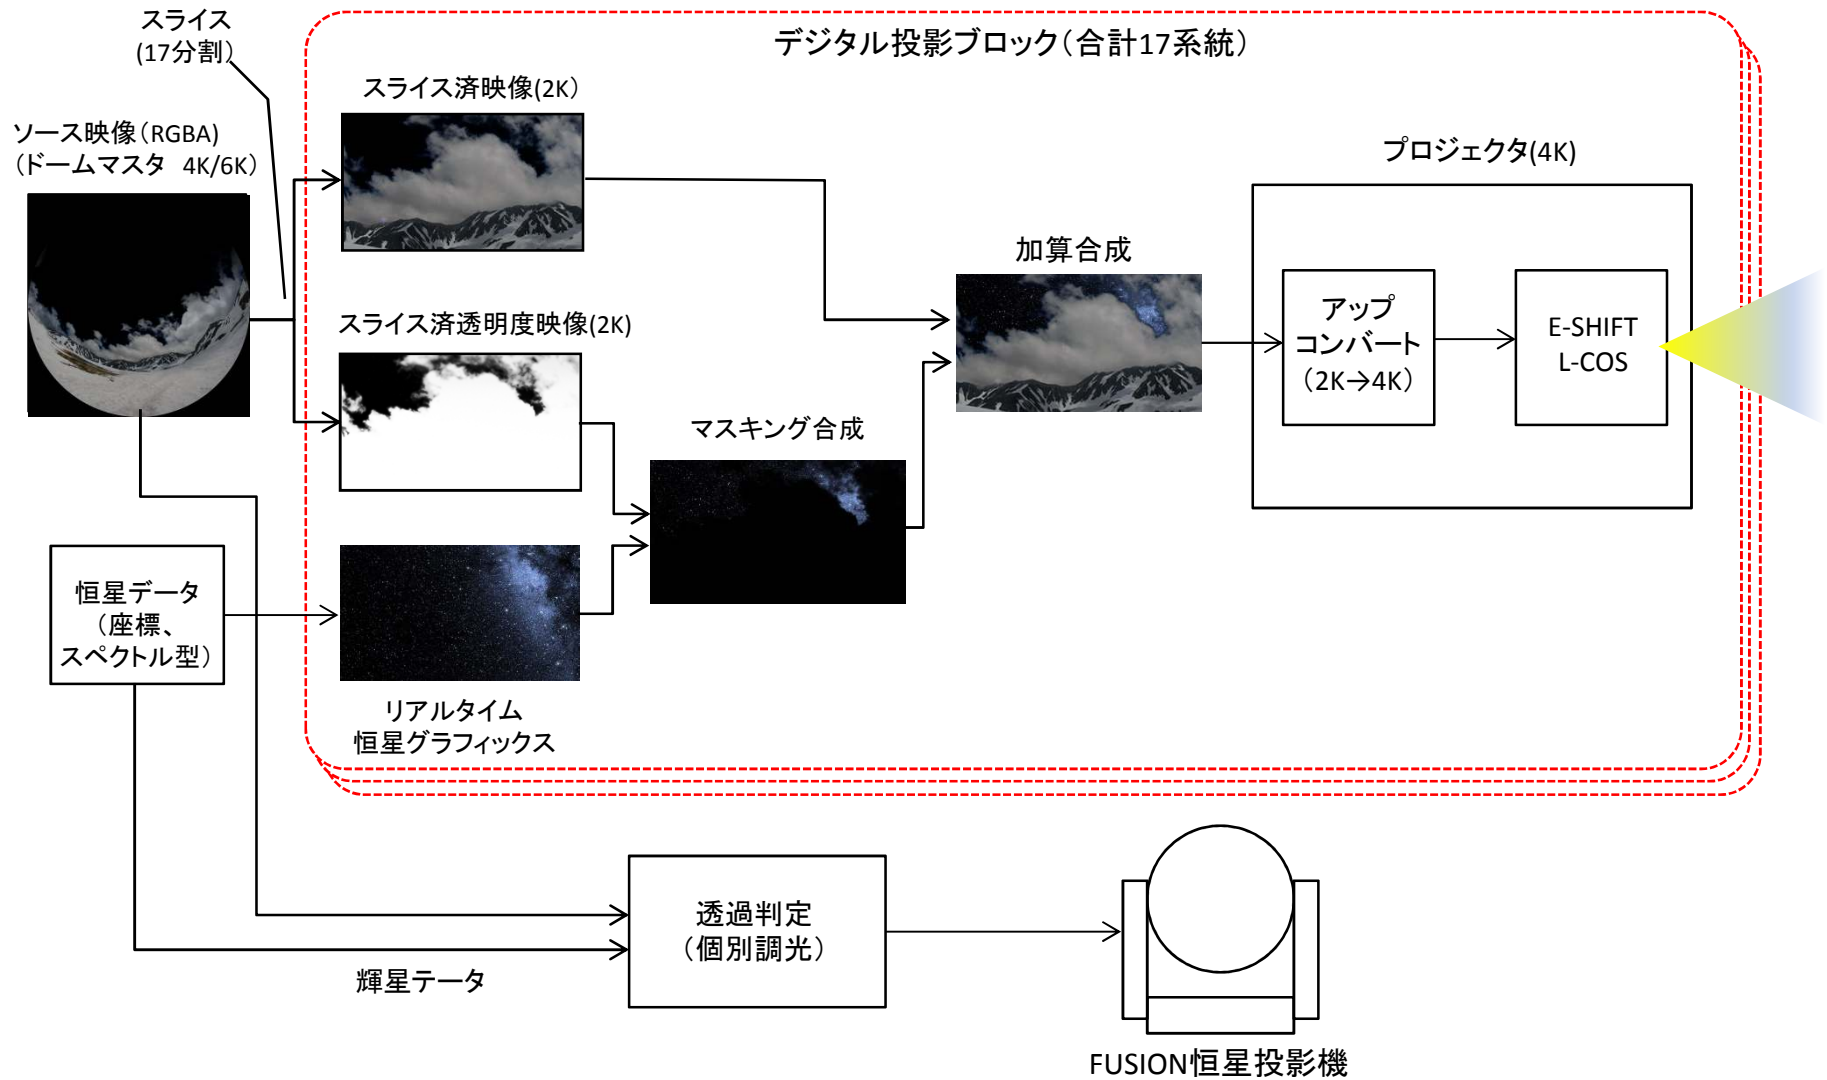 スライス
(17分割)
デジタル投影ブロック(合計17系統)
ソース映像(RGBA)
(ドームマスタ 4K/6K)
スライス済映像(2K)
スライス済透明度映像(2K)
マスキング合成
加算合成
プロジェクタ(4K)
アップ
コンバート
(2K→4K)
E-SHIFT
L-COS
恒星データ
(座標、
スペクトル型)
リアルタイム
恒星グラフィックス
透過判定
(個別調光)
輝星テータ
FUSION恒星投影機